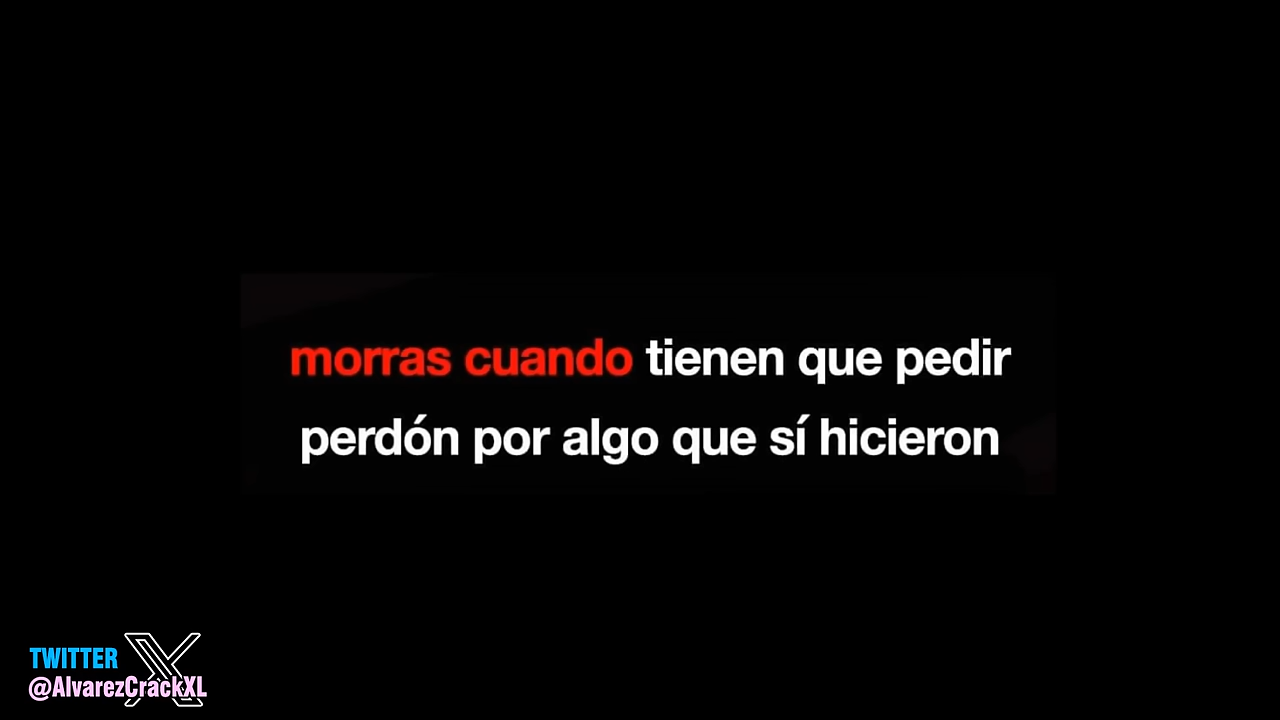 morras cuando tienen que pedir
perdón por algo que sí hicieron
TWITTER X
@AlvarezCrackXL